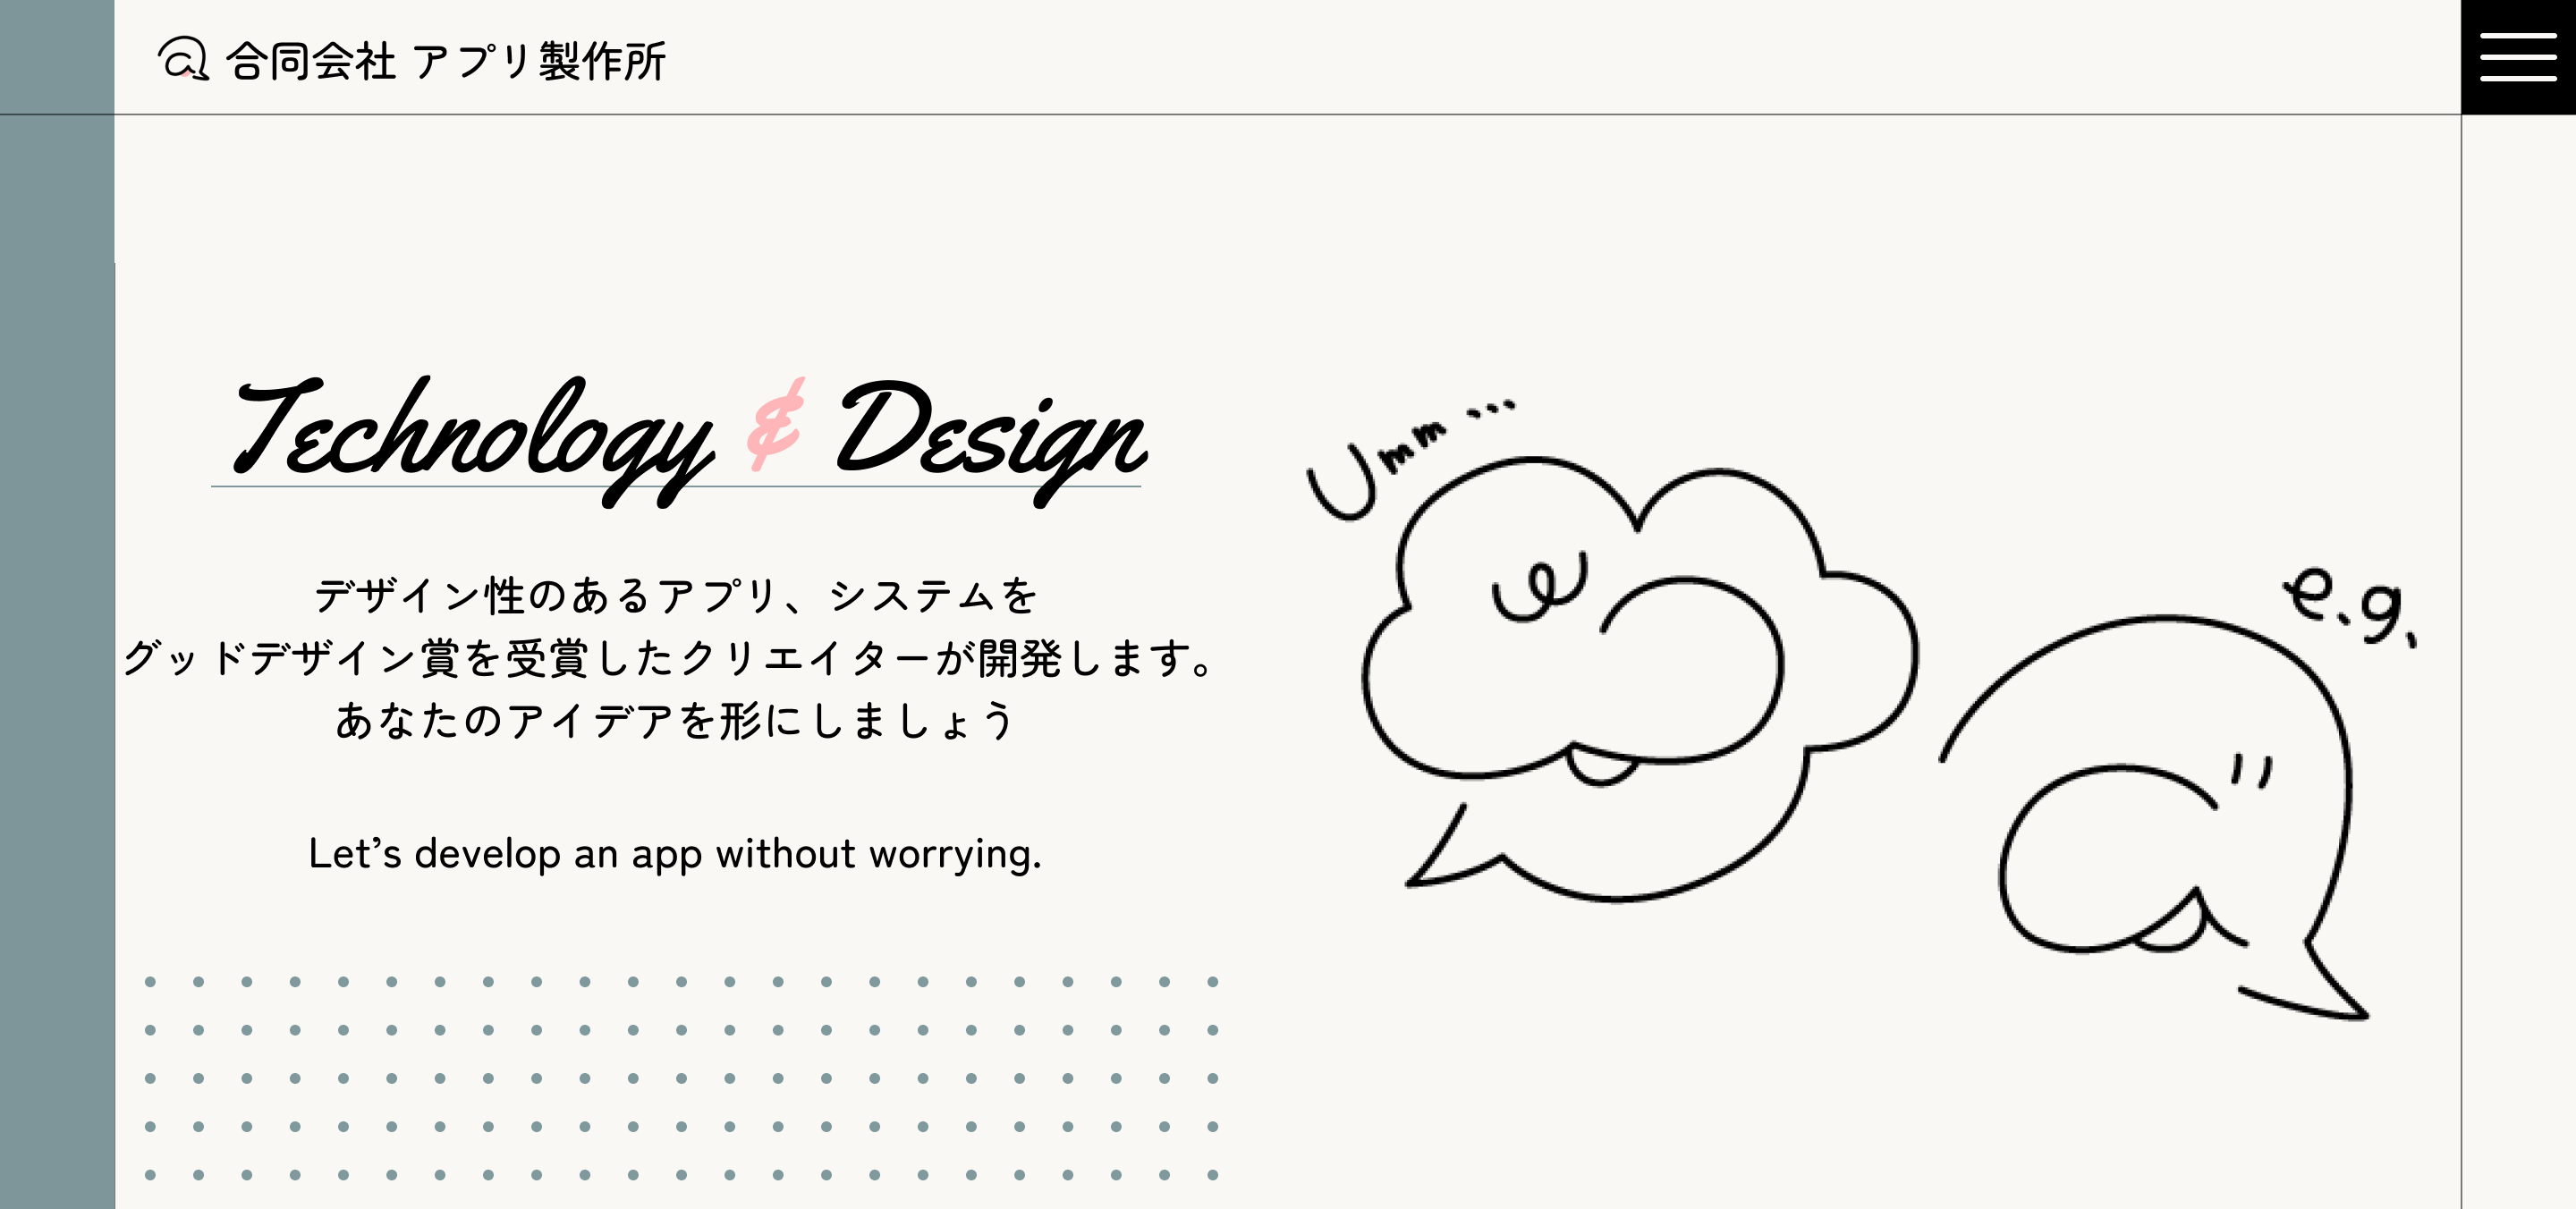 合同会社 アプリ製作所
Technology & Design
デザイン性のあるアプリ、システムを
グッドデザイン賞を受賞したクリエイターが開発します。
あなたのアイデアを形にしましょう
Let’s develop an app without worrying.
Umm ...
e.g.